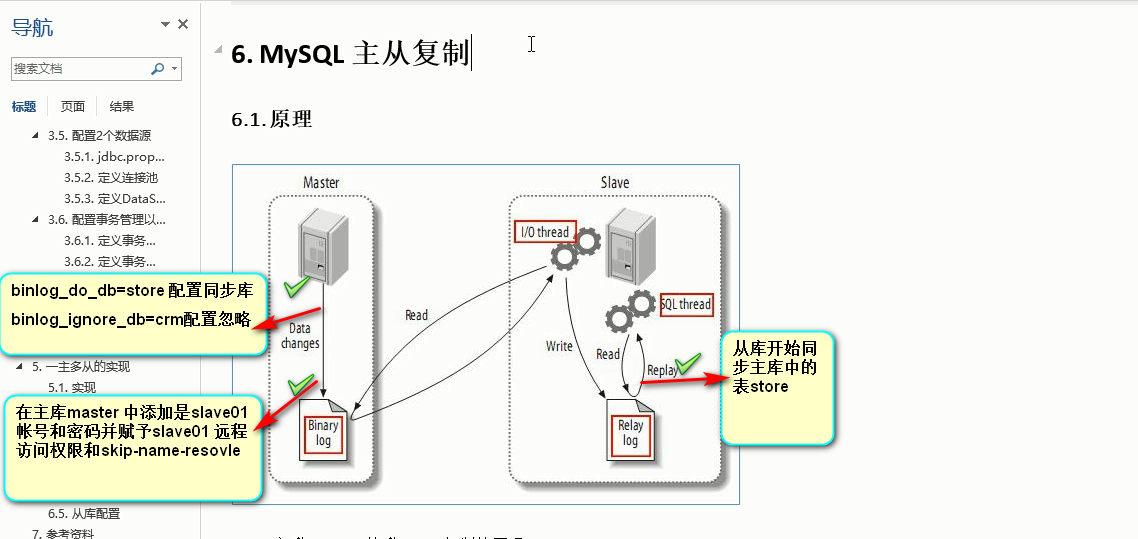 导航
搜索文档
标题 页面 结果
3.5. 配置2个数据源
3.5.1. jdbc.prop...
3.5.2. 定义连接池
3.5.3. 定义DataS...
3.6. 配置事务管理以...
3.6.1. 定义事务...
3.6.2. 定义事务...
binlog_do_db=store 配置同步库
binlog_ignore_db=crm配置忽略
5. 一主多从的实现
5.1. 实现
在主库master 中添加是slave01
帐号和密码并赋予slave01 远程
访问权限和skip-name-resovle
6.5. 从库配置
7. 参考资料
6. MySQL 主从复制
6.1. 原理
Master
Slave
I/O thread
SQL thread
Data
changes
Read
Write
Read
Replay
Binary
log
Relay
log
从库开始同
步主库中的
表store